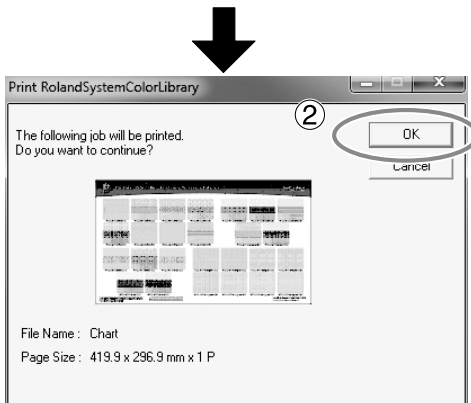 Print RolandSystemColorLibrary
②
The following job will be printed.
Do you want to continue?
OK
Cancel
File Name : Chart
Page Size : 419.9 x 296.9 mm x 1 P